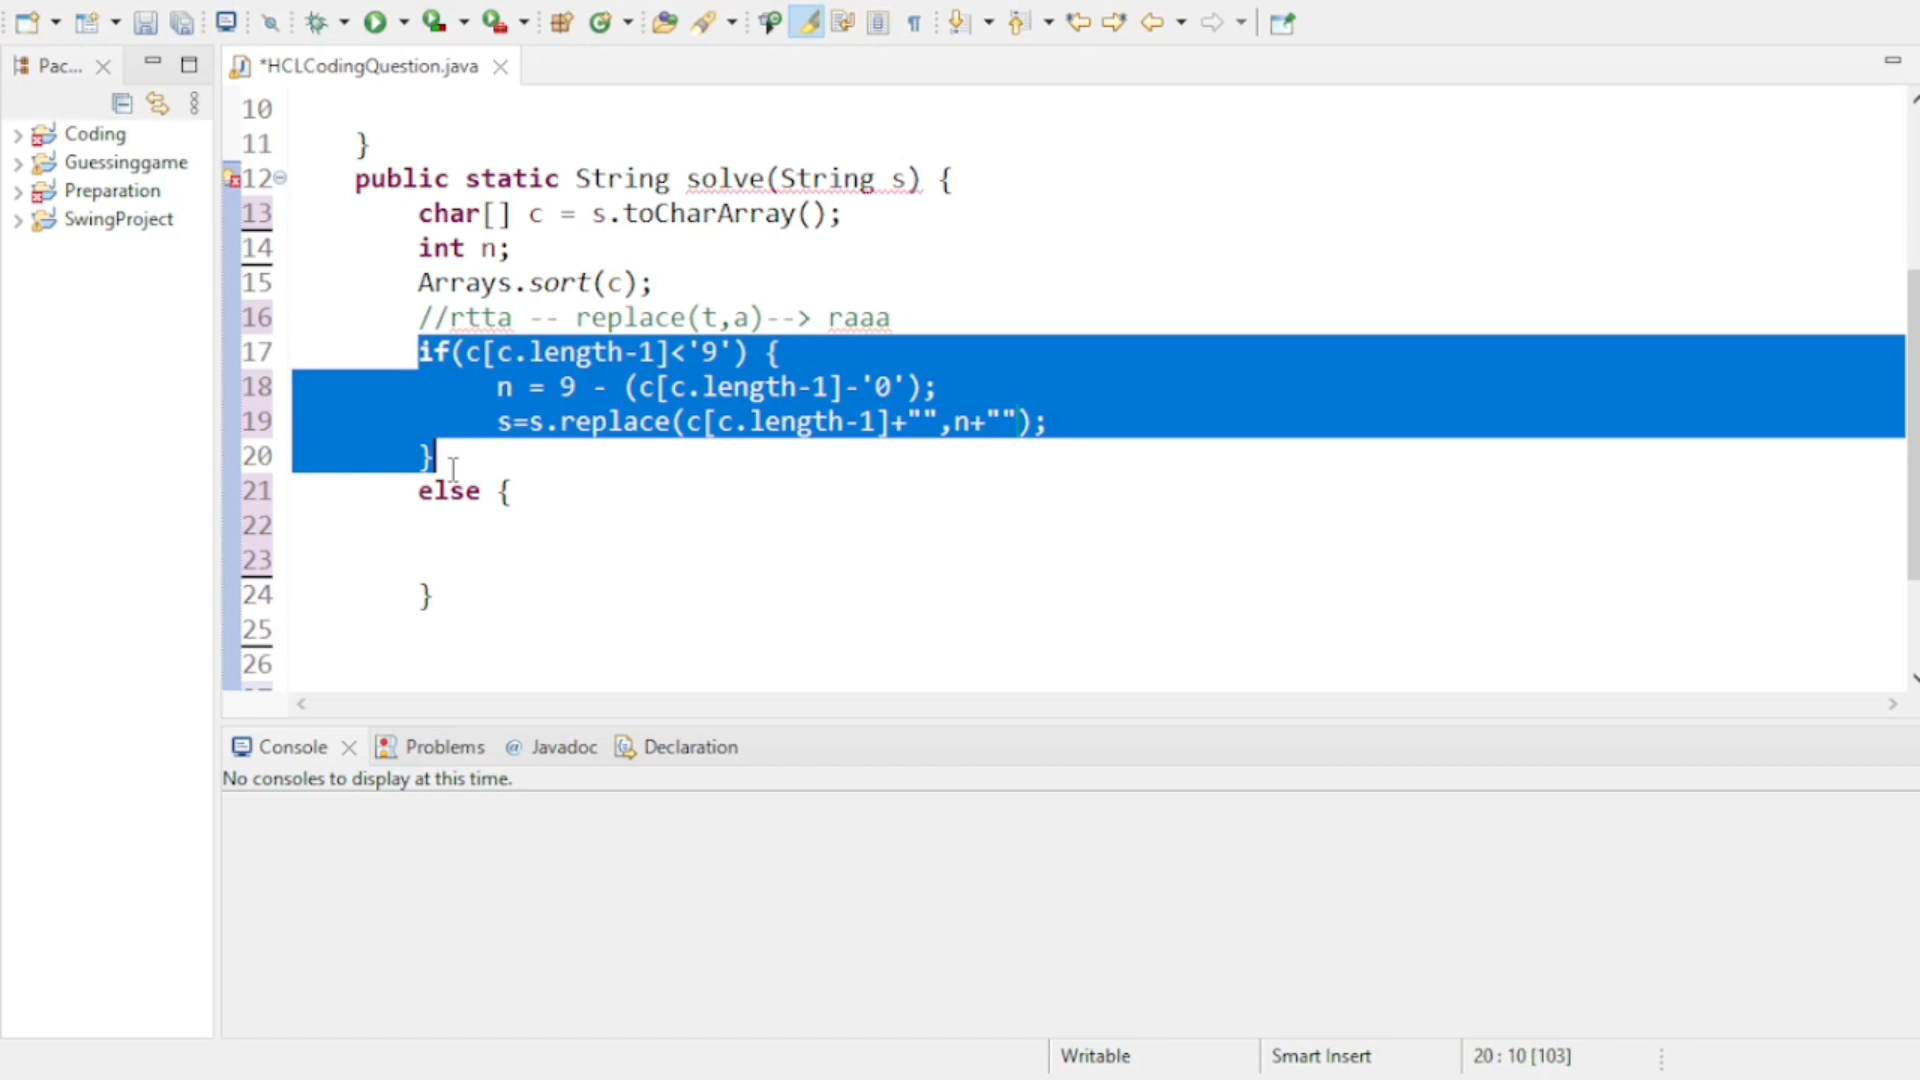 Pac...
*HCLCodingQuestion.java
Coding
Guessinggame
Preparation
SwingProject
10
11 }
12 public static String solve(String s) {
13 char[] c = s.toCharArray();
14 int n;
15 Arrays.sort(c);
16 //rtta -- replace(t,a)--> raaa
17 if(c[c.length-1]<'9') {
18 n = 9 - (c[c.length-1]-'0');
19 s=s.replace(c[c.length-1]+"",n+"");
20 }
21 else {
22
23
24 }
25
26
Console Problems @ Javadoc Declaration
No consoles to display at this time.
Writable Smart Insert 20 : 10 [103]